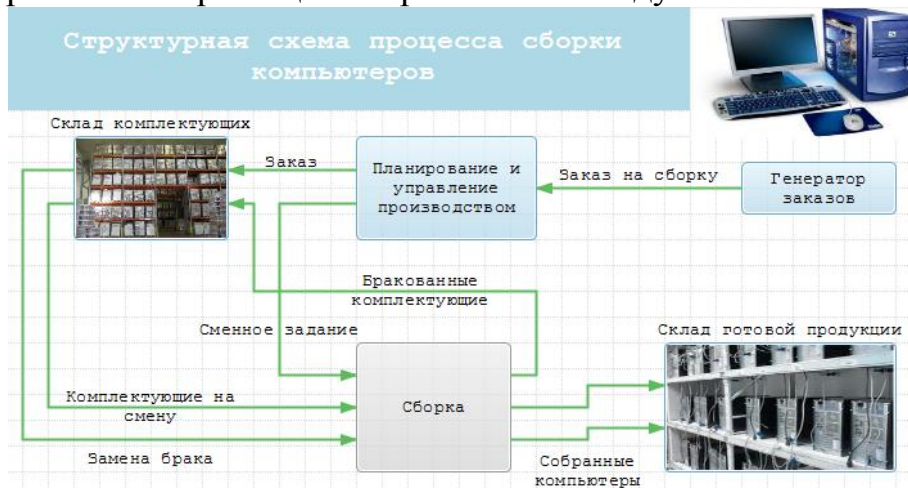 Структурная схема процесса сборки
компьютеров
Склад комплектующих
Заказ
Планирование и
управление
производством
Заказ на сборку
Генератор
заказов
Бракованные
комплектующие
Сменное задание
Склад готовой продукции
Комплектующие на
смену
Сборка
Замена брака
Собранные
компьютеры